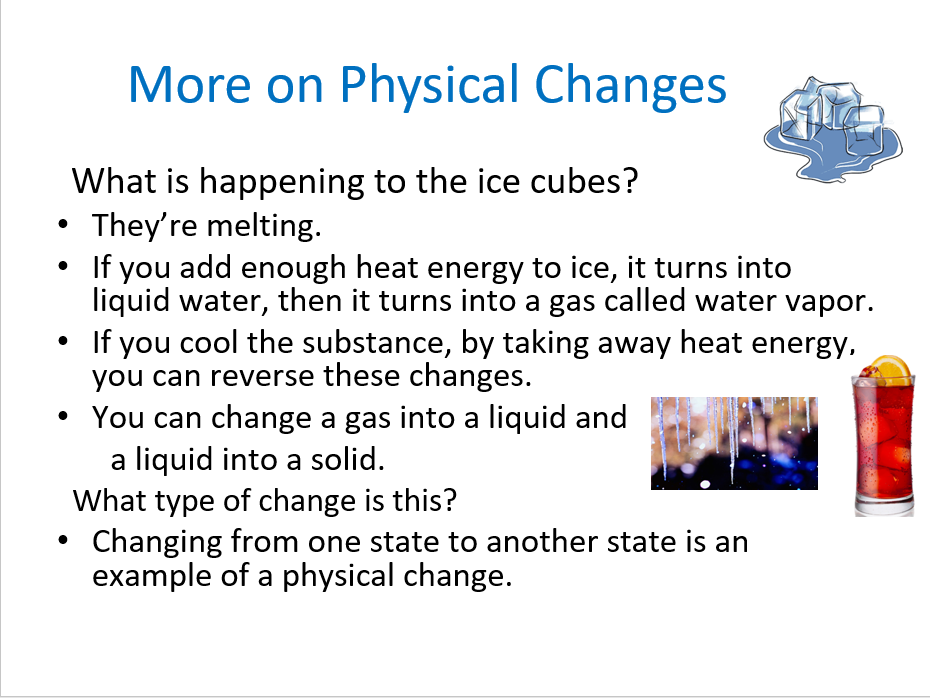 More on Physical Changes
What is happening to the ice cubes?
• They’re melting.
• If you add enough heat energy to ice, it turns into
liquid water, then it turns into a gas called water vapor.
• If you cool the substance, by taking away heat energy,
you can reverse these changes.
• You can change a gas into a liquid and
a liquid into a solid.
What type of change is this?
• Changing from one state to another state is an
example of a physical change.